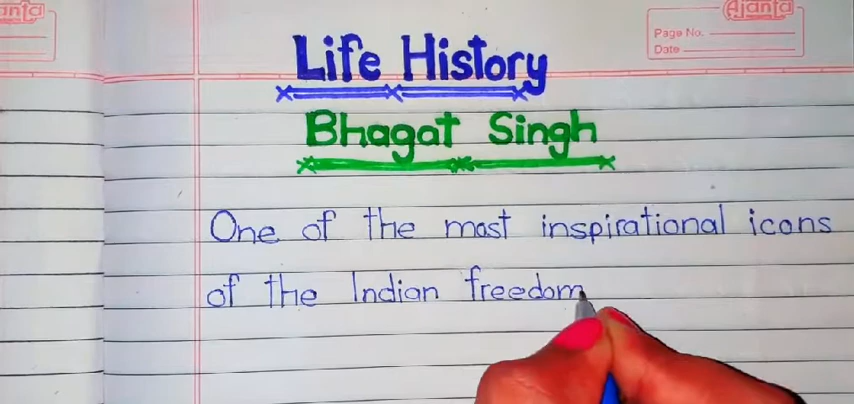 Ajanta
Page No.
Date
Life History
Bhagat Singh
One of the most inspirational icons
of the Indian freedom